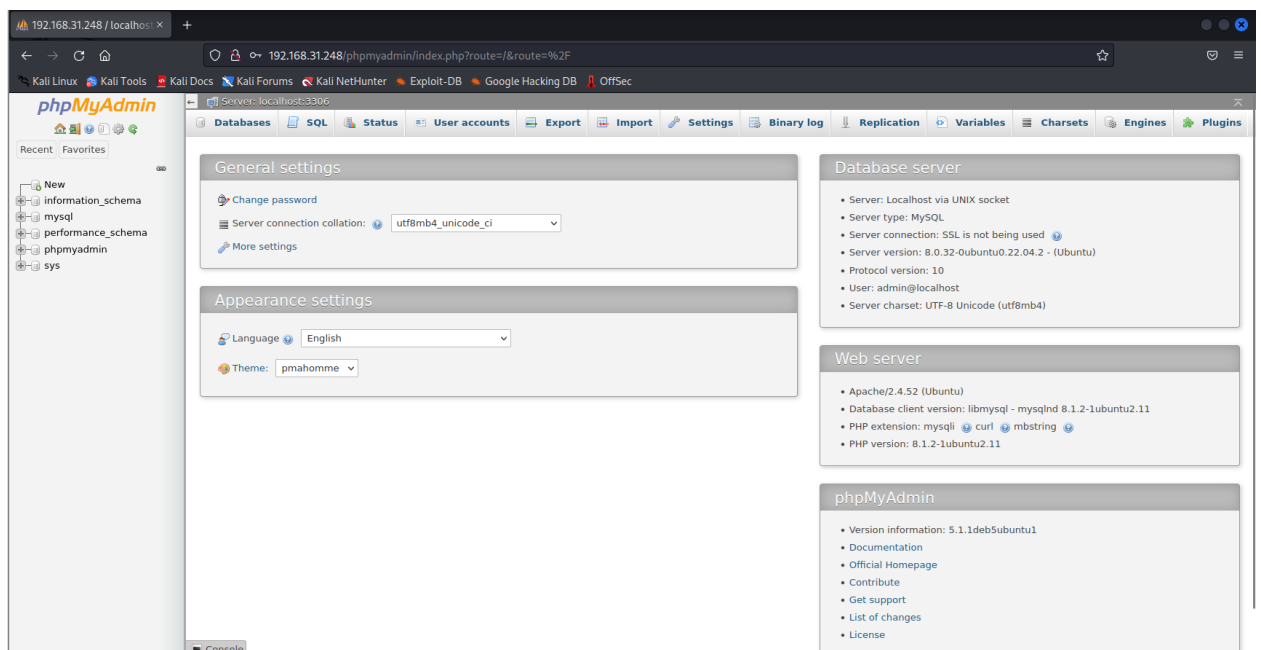 192.168.31.248 / localhost
192.168.31.248/phpmyadmin/index.php?route=/&route=%2F
Kali Linux Kali Tools Kali Docs Kali Forums Kali NetHunter Exploit-DB Google Hacking DB OffSec
phpMyAdmin
Recent Favorites
New
information_schema
mysql
performance_schema
phpmyadmin
sys
Server: localhost:3306
Databases SQL Status User accounts Export Import Settings Binary log Replication Variables Charsets Engines Plugins
General settings
Change password
Server connection collation: utf8mb4_unicode_ci
More settings
Appearance settings
Language English
Theme: pmahomme
Database server
• Server: Localhost via UNIX socket
• Server type: MySQL
• Server connection: SSL is not being used
• Server version: 8.0.32-0ubuntu0.22.04.2 - (Ubuntu)
• Protocol version: 10
• User: admin@localhost
• Server charset: UTF-8 Unicode (utf8mb4)
Web server
• Apache/2.4.52 (Ubuntu)
• Database client version: libmysql - mysqlnd 8.1.2-1ubuntu2.11
• PHP extension: mysqli curl mbstring
• PHP version: 8.1.2-1ubuntu2.11
phpMyAdmin
• Version information: 5.1.1deb5ubuntu1
• Documentation
• Official Homepage
• Contribute
• Get support
• List of changes
• License
Console